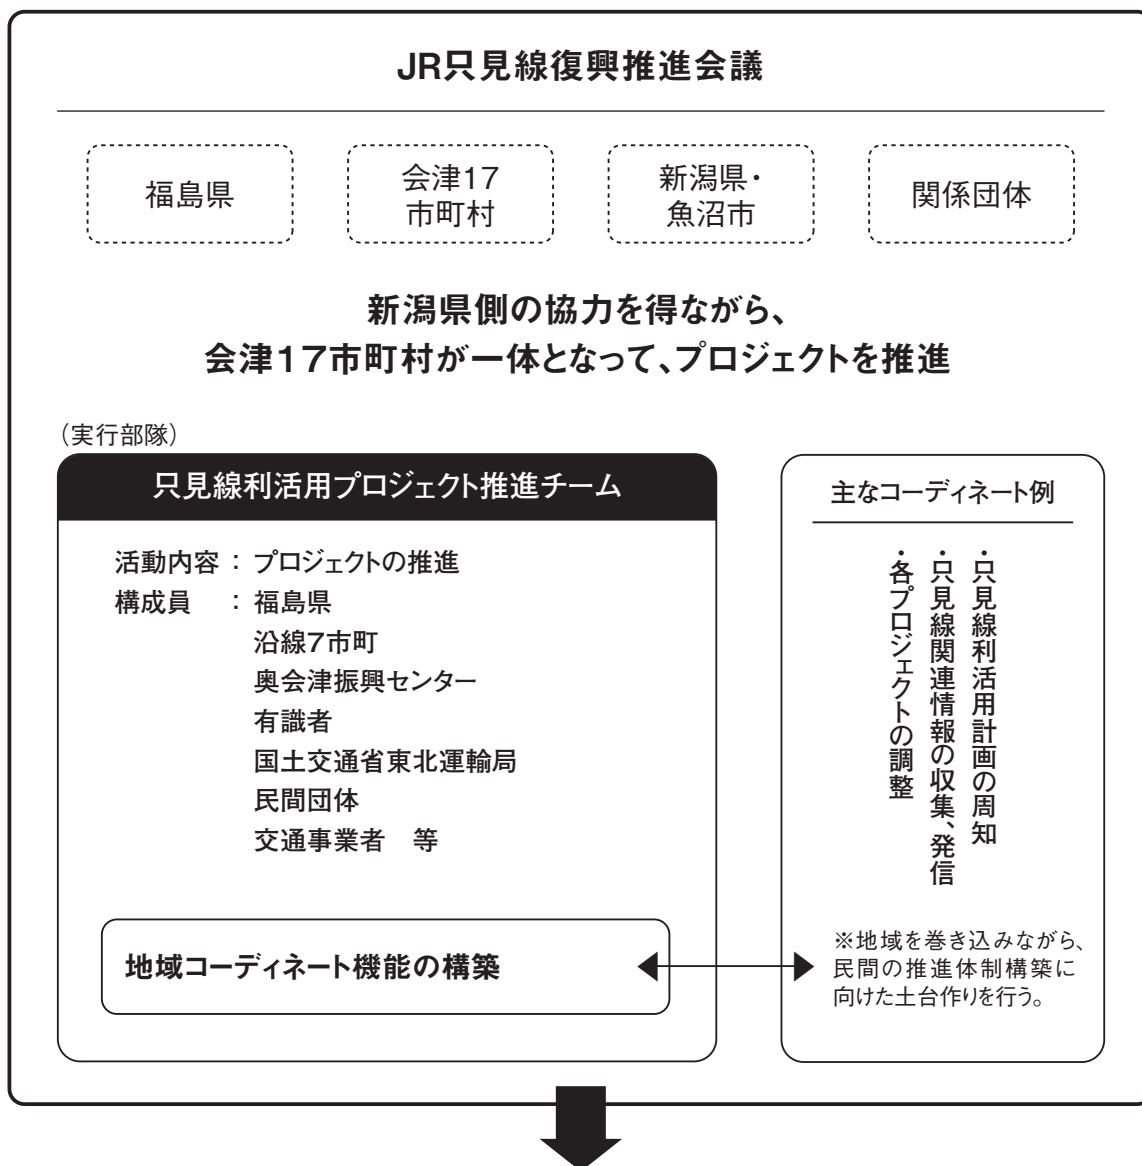 JR只見線復興推進会議
福島県
会津17
市町村
新潟県・
魚沼市
関係団体
新潟県側の協力を得ながら、
会津17市町村が一体となって、プロジェクトを推進
（実行部隊）
只見線利活用プロジェクト推進チーム
活動内容：プロジェクトの推進
構成員　：福島県
沿線7市町
奥会津振興センター
有識者
国土交通省東北運輸局
民間団体
交通事業者　等
地域コーディネート機能の構築
主なコーディネート例
・只見線利活用計画の周知
・只見線関連情報の収集、発信
・各プロジェクトの調整
※地域を巻き込みながら、
民間の推進体制構築に
向けた土台作りを行う。